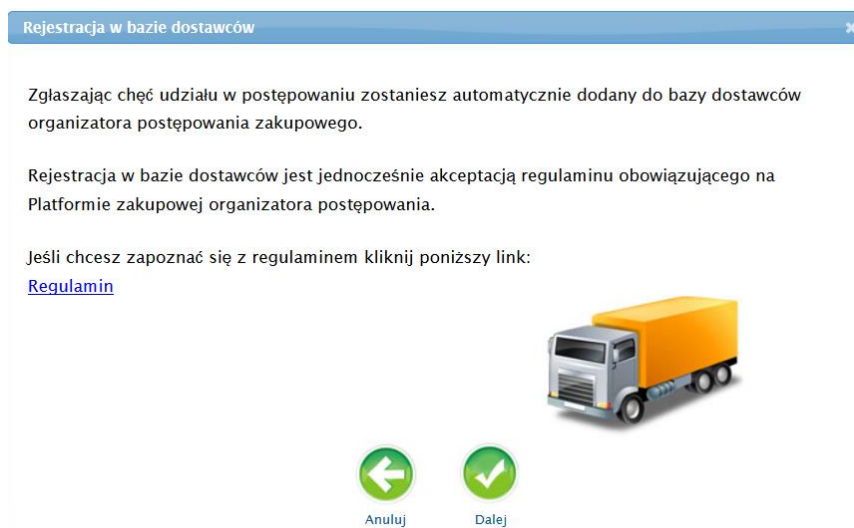 Rejestracja w bazie dostawców
Zgłaszając chęć udziału w postępowaniu zostaniesz automatycznie dodany do bazy dostawców
organizatora postępowania zakupowego.
Rejestracja w bazie dostawców jest jednocześnie akceptacją regulaminu obowiązującego na
Platformie zakupowej organizatora postępowania.
Jeśli chcesz zapoznać się z regulaminem kliknij poniższy link:
Regulamin
Anuluj Dalej